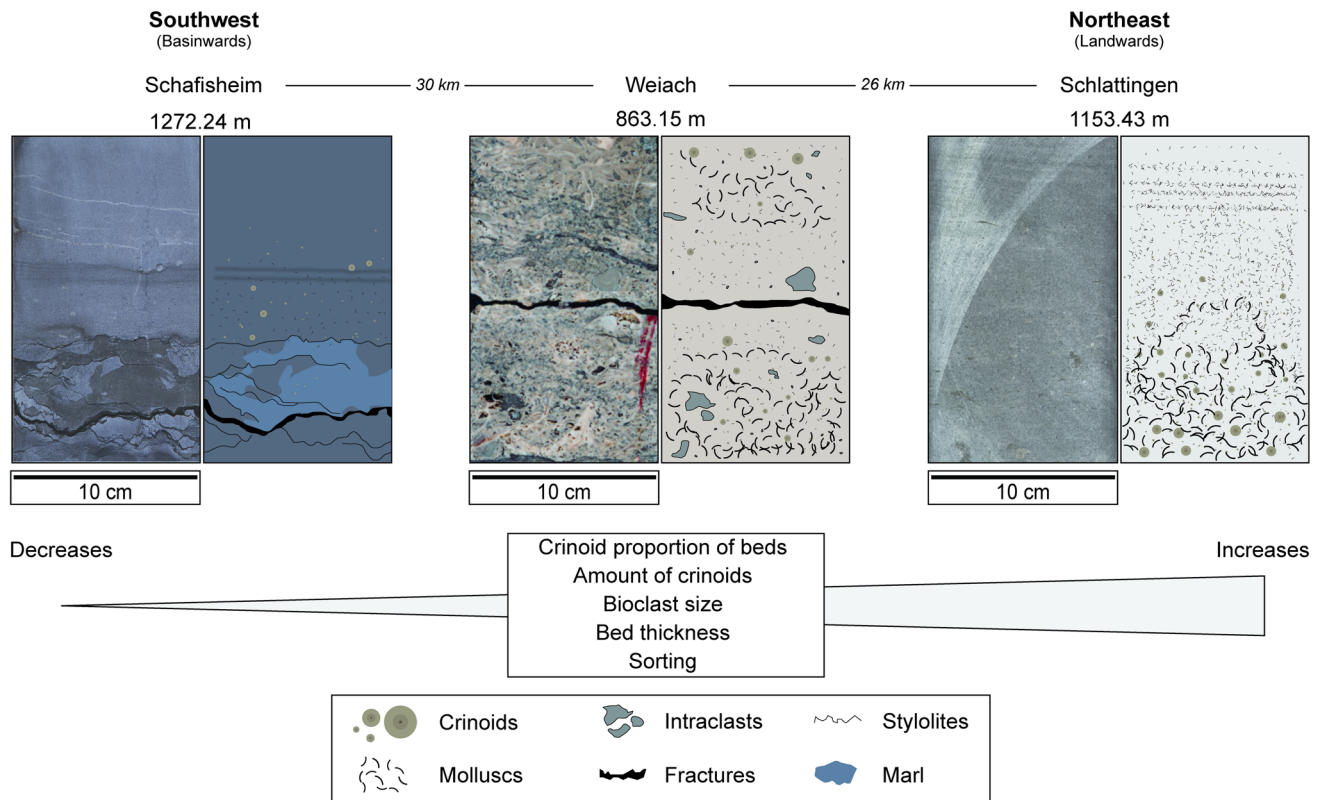 Southwest
(Basinwards)
Northeast
(Landwards)
Schafisheim
30 km
Weiach
26 km
Schlattingen
1272.24 m
863.15 m
1153.43 m
10 cm
10 cm
10 cm
Decreases
Increases
Crinoid proportion of beds
Amount of crinoids
Bioclast size
Bed thickness
Sorting
Crinoids
Intraclasts
Stylolites
Molluscs
Fractures
Marl